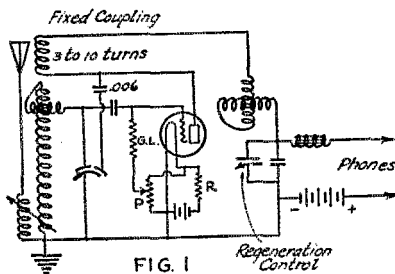 Fixed Coupling
3 to 10 turns
.006
G.L.
P
R
Phones
- +
Regeneration
Control
FIG. 1